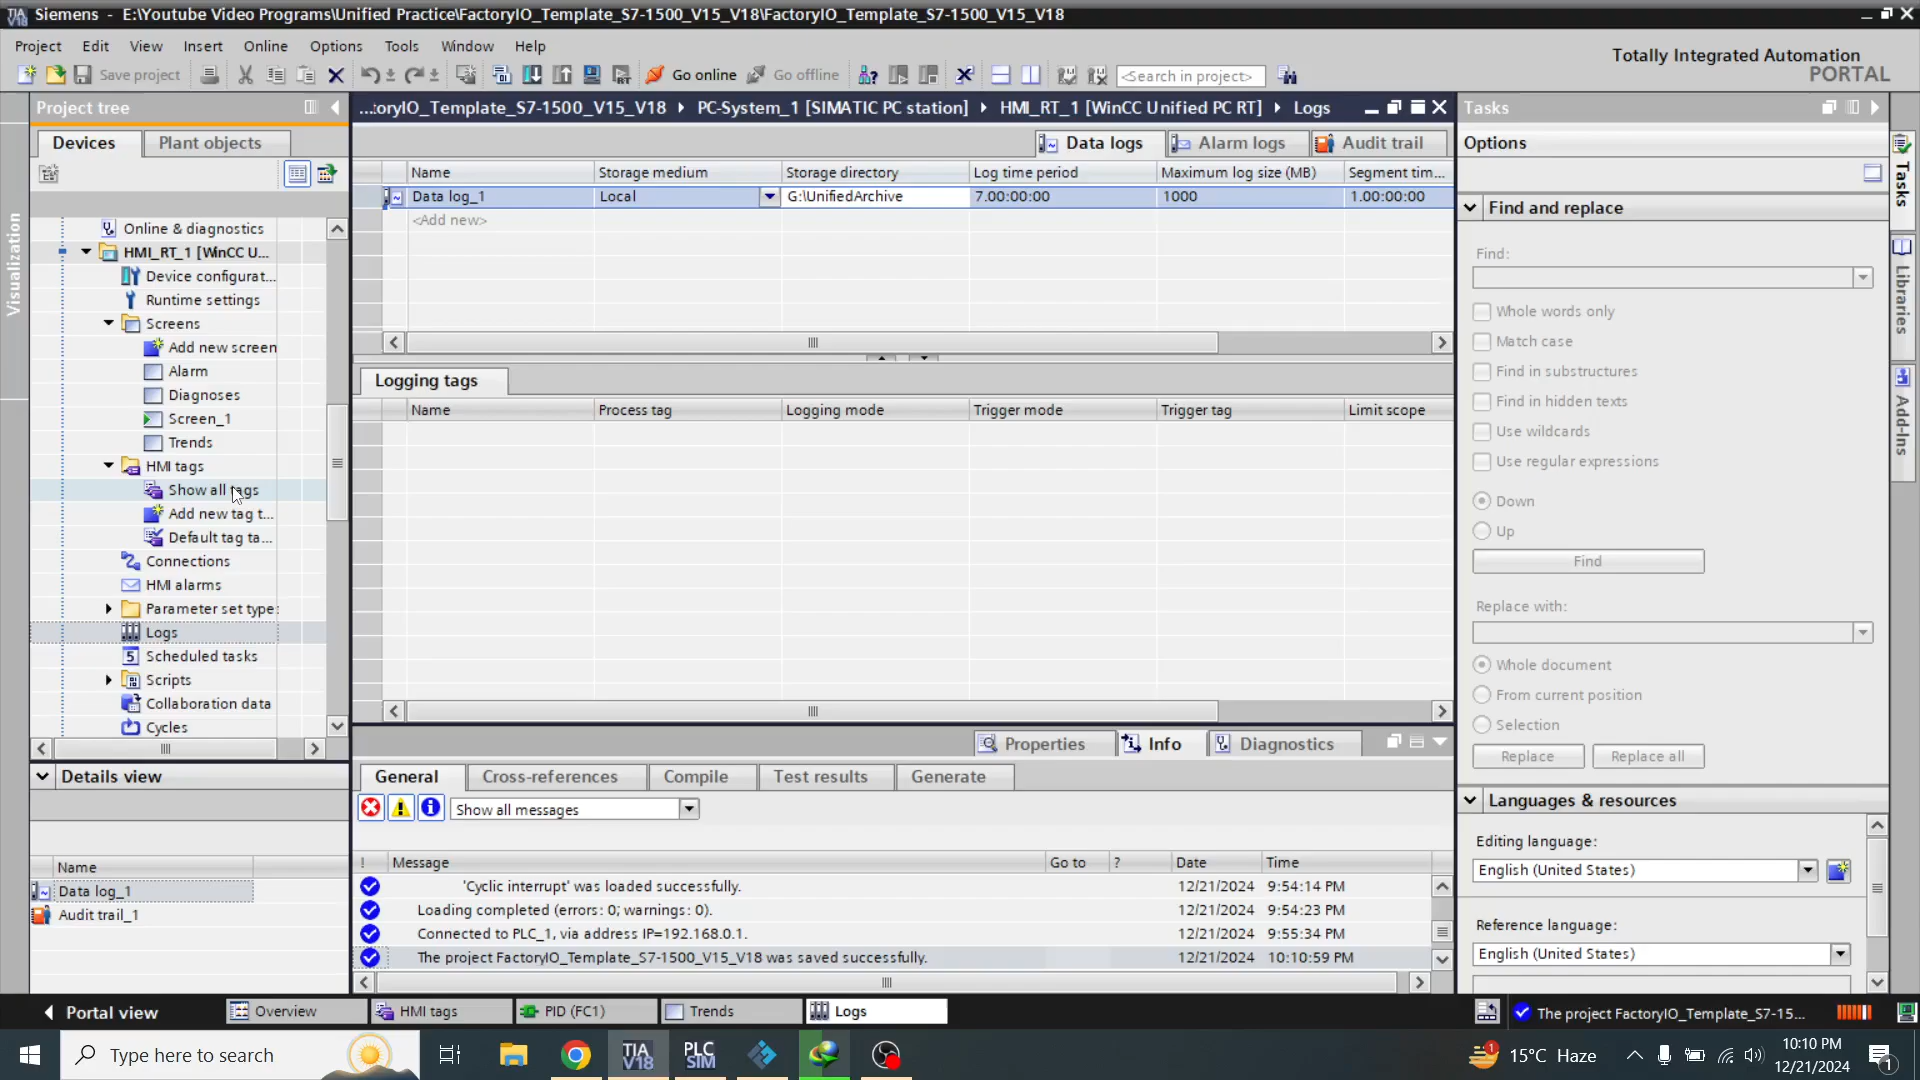 Siemens - E:\Youtube Video Programs\Unified Practice\FactoryIO_Template_S7-1500_V15_V18\FactoryIO_Template_S7-1500_V15_V18
Project Edit View Insert Online Options Tools Window Help
Totally Integrated Automation
PORTAL
Save project Go online Go offline <Search in project>
Project tree
...:oryIO_Template_S7-1500_V15_V18 PC-System_1 [SIMATIC PC station] HMI_RT_1 [WinCC Unified PC RT] Logs
Tasks
Devices Plant objects
Data logs Alarm logs Audit trail
Options
Name Storage medium Storage directory Log time period Maximum log size (MB) Segment tim...
Data log_1 Local G:\UnifiedArchive 7.00:00:00 1000 1.00:00:00
<Add new>
Visualization
Online & diagnostics
HMI_RT_1 [WinCC U...
Device configurat...
Runtime settings
Screens
Add new screen
Alarm
Diagnoses
Screen_1
Trends
HMI tags
Show all tags
Add new tag t...
Default tag ta...
Connections
HMI alarms
Parameter set type:
Logs
Scheduled tasks
Scripts
Collaboration data
Cycles
Logging tags
Name Process tag Logging mode Trigger mode Trigger tag Limit scope
Find and replace
Find:
Whole words only
Match case
Find in substructures
Find in hidden texts
Use wildcards
Use regular expressions
Down
Up
Find
Replace with:
Whole document
From current position
Selection
Replace Replace all
Languages & resources
Editing language:
English (United States)
Reference language:
English (United States)
Tasks
Libraries
Add-Ins
Details view
Name
Data log_1
Audit trail_1
Properties Info Diagnostics
General Cross-references Compile Test results Generate
Show all messages
! Message Go to ? Date Time
'Cyclic interrupt' was loaded successfully. 12/21/2024 9:54:14 PM
Loading completed (errors: 0; warnings: 0). 12/21/2024 9:54:23 PM
Connected to PLC_1, via address IP=192.168.0.1. 12/21/2024 9:55:34 PM
The project FactoryIO_Template_S7-1500_V15_V18 was saved successfully. 12/21/2024 10:10:59 PM
Portal view Overview HMI tags PID (FC1) Trends Logs The project FactoryIO_Template_S7-15...
Type here to search
TIA V18
PLC SIM
1
15°C Haze
10:10 PM
12/21/2024
1